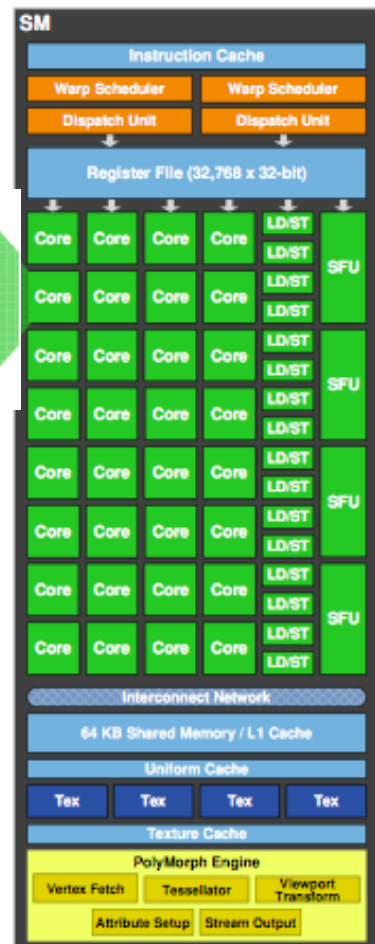 SM
Instruction Cache
Warp Scheduler Warp Scheduler
Dispatch Unit Dispatch Unit
Register File (32,768 x 32-bit)
LD/ST
Core Core Core Core
LD/ST
SFU
LD/ST
Core Core Core Core
LD/ST
LD/ST
Core Core Core Core
LD/ST
SFU
LD/ST
Core Core Core Core
LD/ST
LD/ST
Core Core Core Core
LD/ST
SFU
LD/ST
Core Core Core Core
LD/ST
LD/ST
Core Core Core Core
LD/ST
SFU
LD/ST
Core Core Core Core
LD/ST
Interconnect Network
64 KB Shared Memory / L1 Cache
Uniform Cache
Tex Tex Tex Tex
Texture Cache
PolyMorph Engine
Vertex Fetch Tessellator Viewport
Transform
Attribute Setup Stream Output